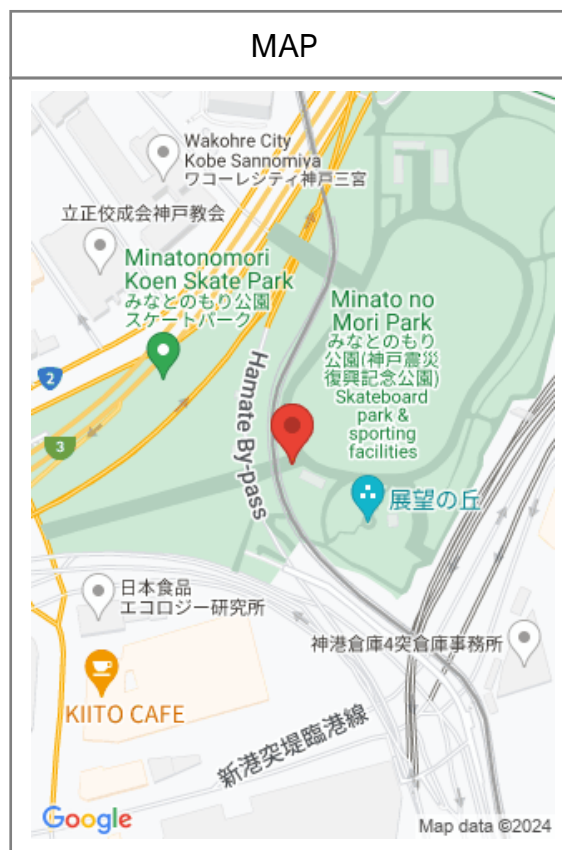 MAP
Wakohre City
Kobe Sannomiya
ワコーレシティ神戸三宮
立正佼成会神戸教会
Minatonomori
Koen Skate Park
みなとのもり公園
スケートパーク
Minato no
Mori Park
みなとのもり
公園(神戸震災
復興記念公園)
Skateboard
park &
sporting
facilities
2
3
Hamate By-pass
展望の丘
日本食品
エコロジー研究所
神港倉庫4突倉庫事務所
KIITO CAFE
新港突堤臨港線
Google
Map data ©2024